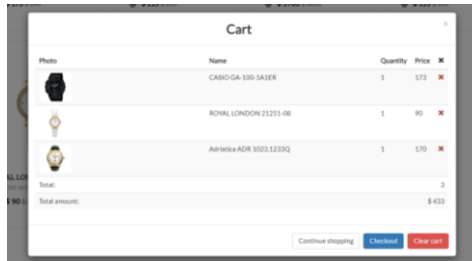 Cart
Photo Name Quantity Price
CASIO GA-100-1A1ER 1 173
ROYAL LONDON 21251-08 1 90
Adriatica ADR 1023.1233Q 1 170
Total: 3
Total amount: $ 433
Continue shopping Checkout Clear cart
$ 90